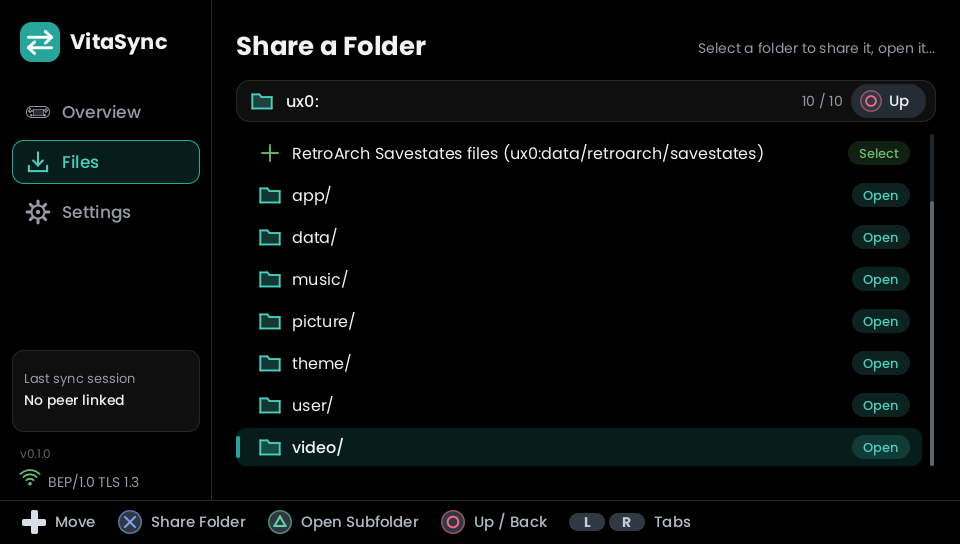 VitaSync
Overview
Files
Settings
Last sync session
No peer linked
v0.1.0
BEP/1.0 TLS 1.3
Share a Folder
Select a folder to share it, open it...
ux0:
10 / 10
Up
RetroArch Savestates files (ux0:data/retroarch/savestates)
Select
app/
Open
data/
Open
music/
Open
picture/
Open
theme/
Open
user/
Open
video/
Open
Move
Share Folder
Open Subfolder
Up / Back
L
R
Tabs